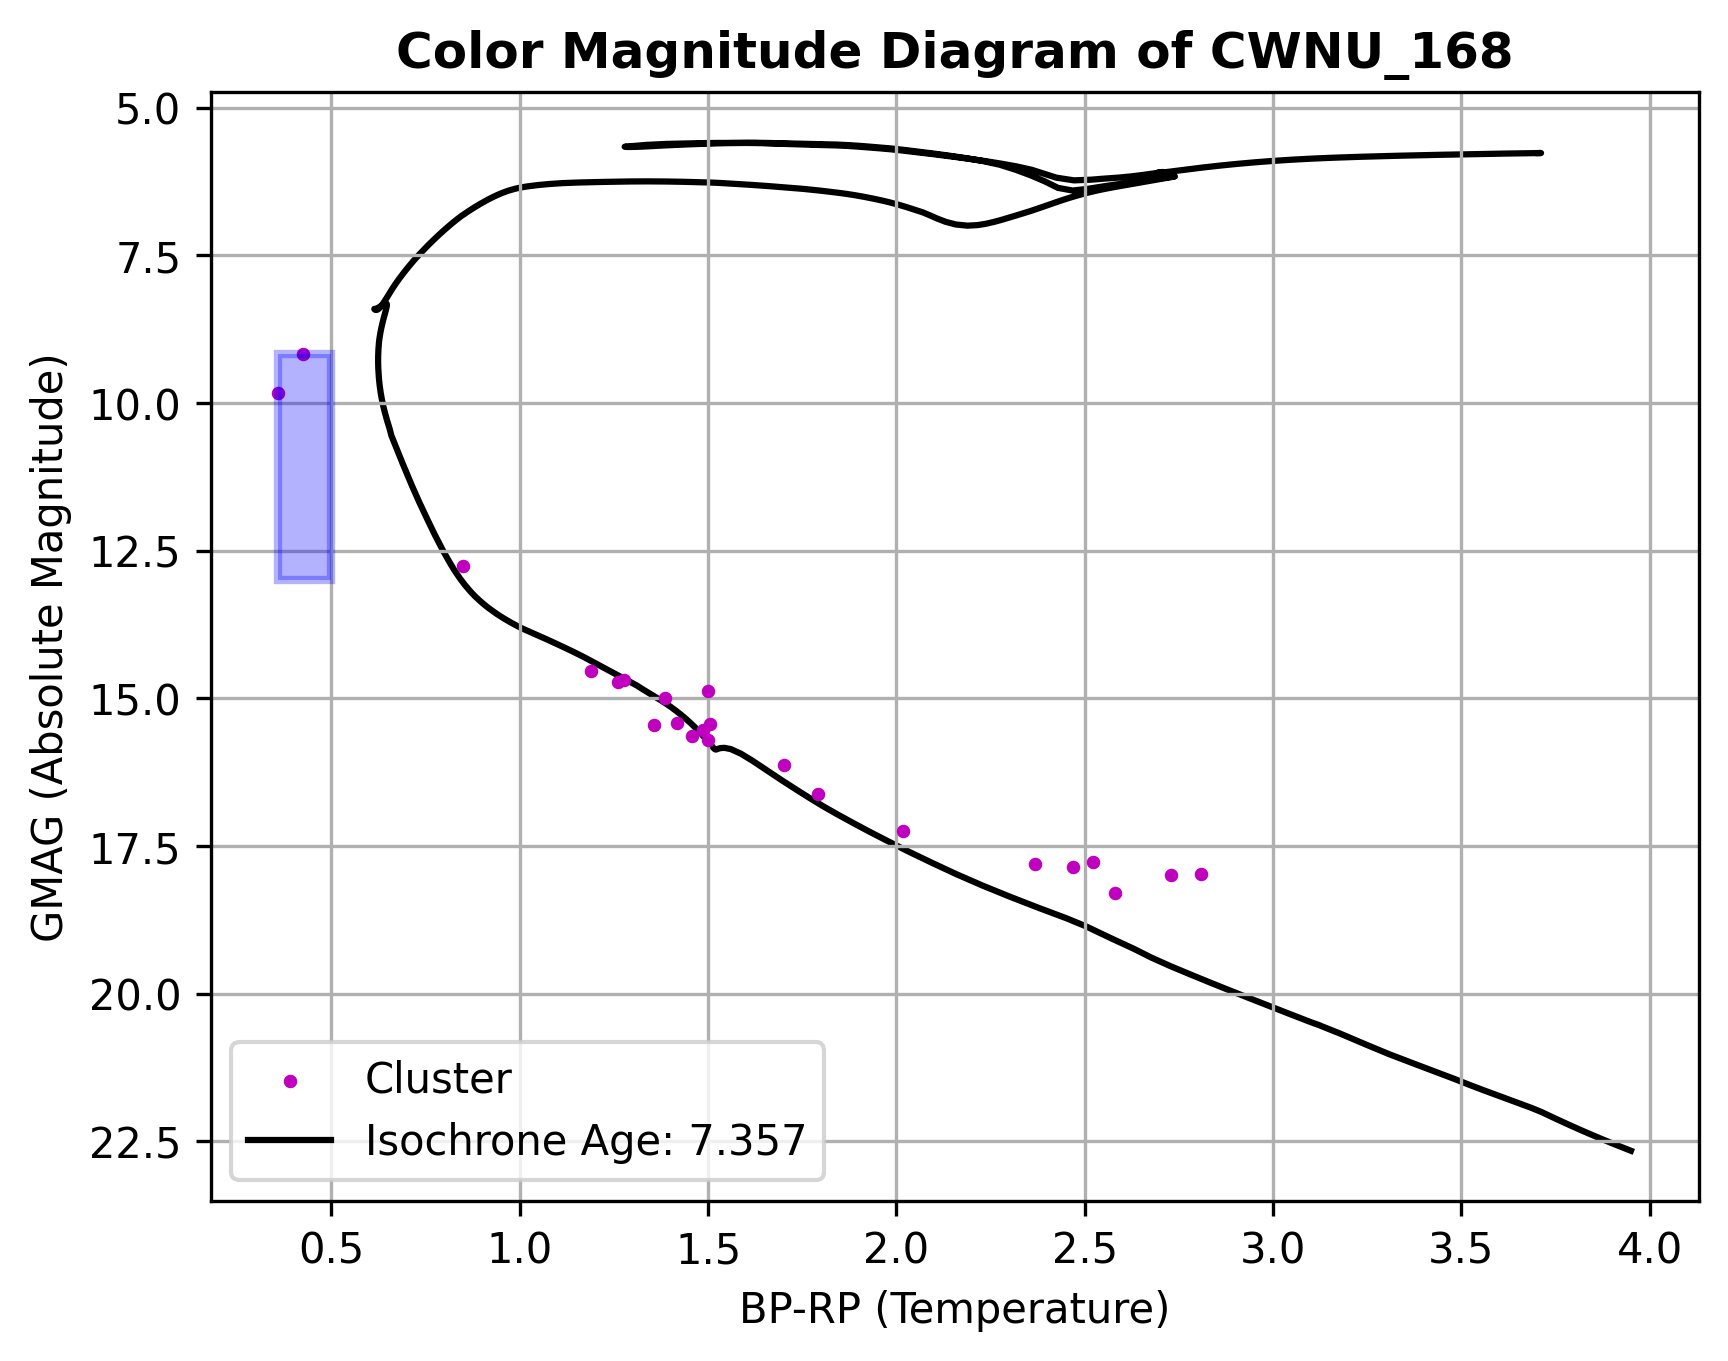 Color Magnitude Diagram of CWNU_168
5.0
7.5
10.0
12.5
15.0
17.5
20.0
22.5
GMAG (Absolute Magnitude)
Cluster
Isochrone Age: 7.357
0.5 1.0 1.5 2.0 2.5 3.0 3.5 4.0
BP-RP (Temperature)